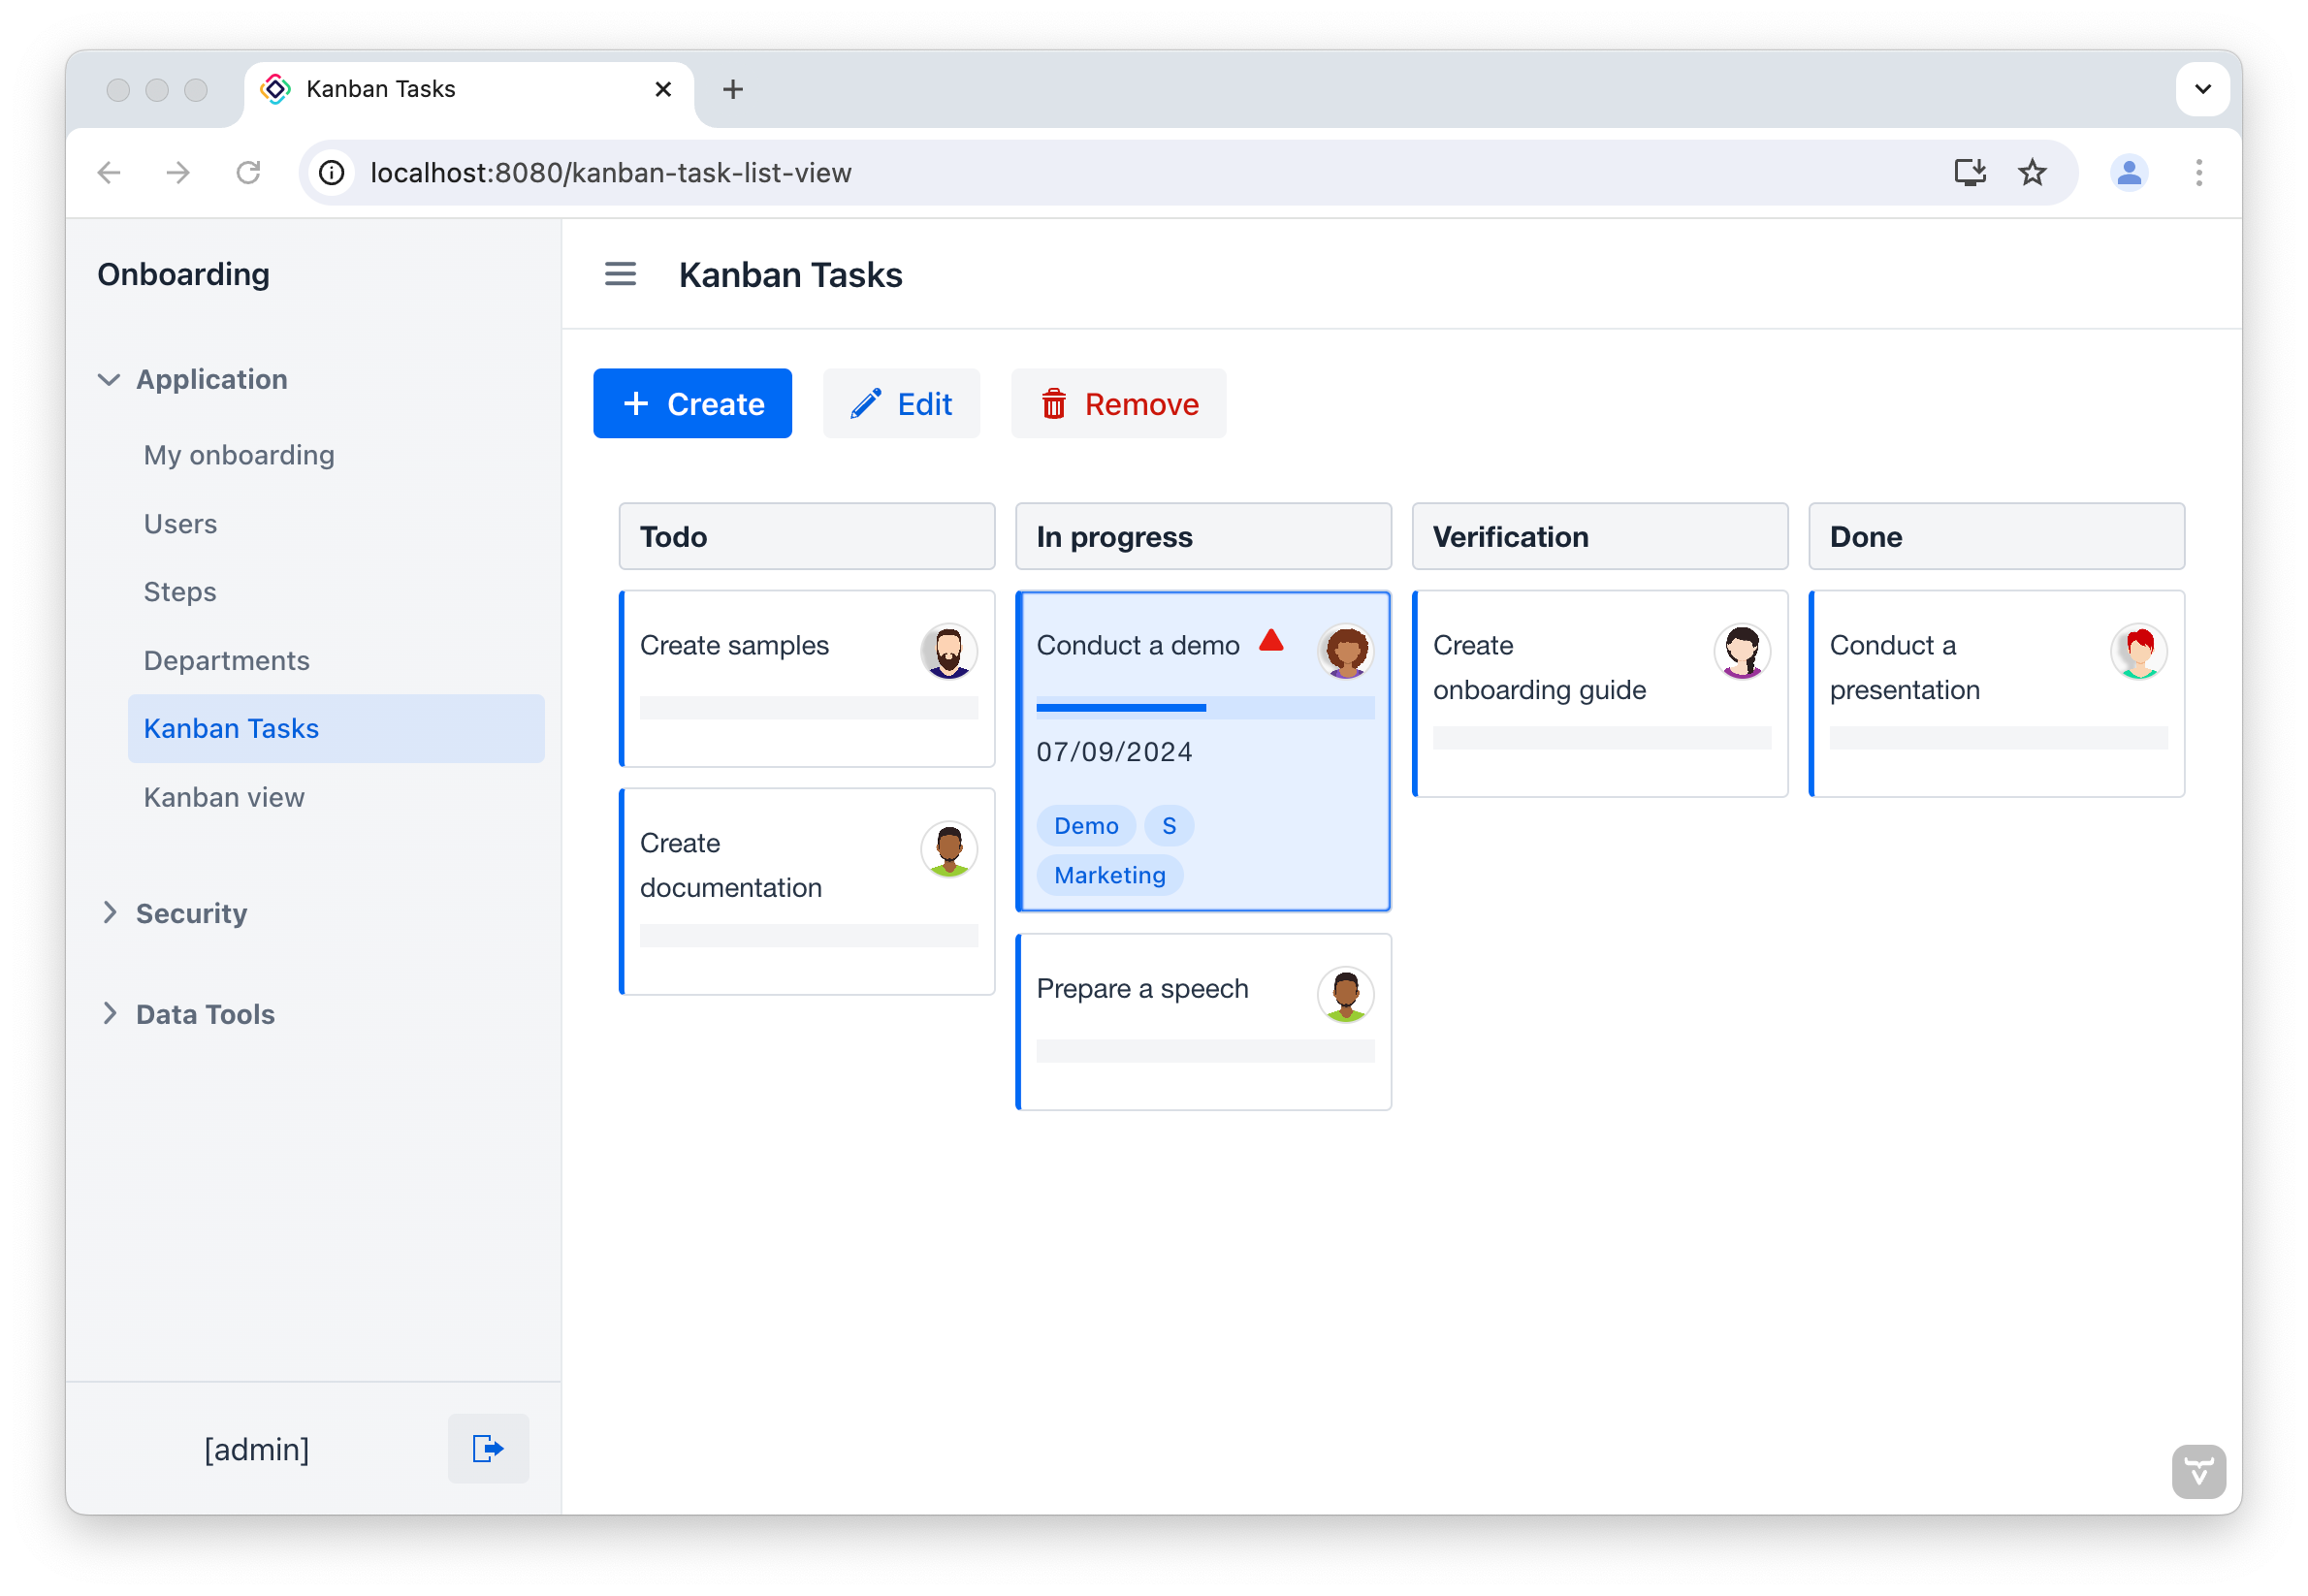 Kanban Tasks
localhost:8080/kanban-task-list-view
Onboarding
Application
My onboarding
Users
Steps
Departments
Kanban Tasks
Kanban view
Security
Data Tools
[admin]
Kanban Tasks
Create
Edit
Remove
Todo
Create samples
Create
documentation
In progress
Conduct a demo
07/09/2024
Demo S
Marketing
Prepare a speech
Verification
Create
onboarding guide
Done
Conduct a
presentation